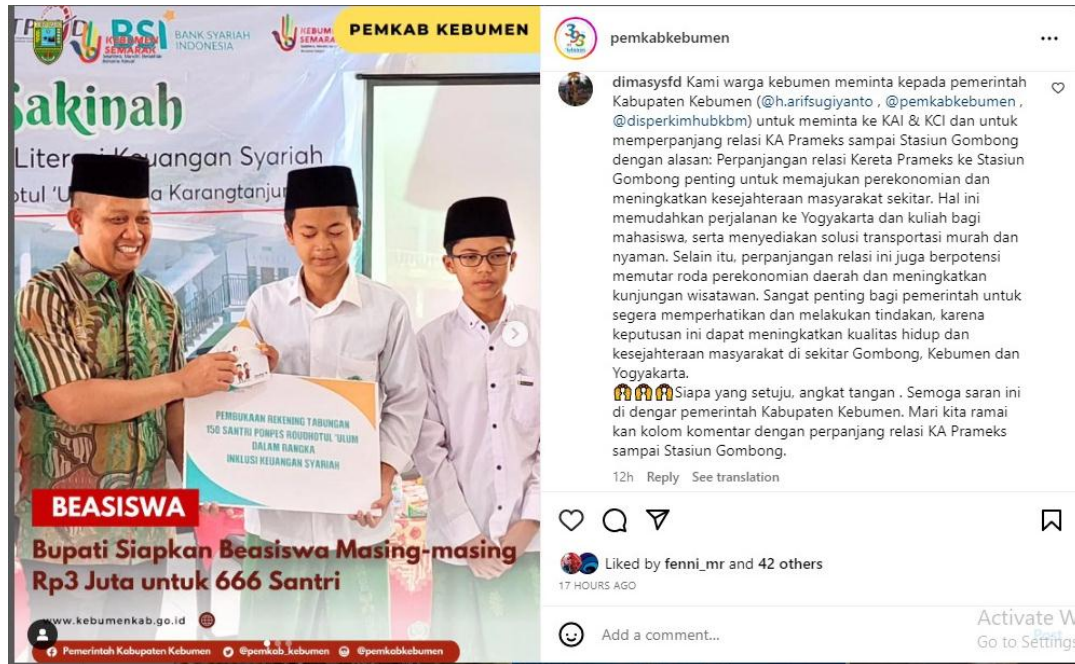 BSI
BANK SYARIAH
INDONESIA
KEBUMEN
SEMARAK
PEMKAB KEBUMEN
Sakinah
Literasi Keuangan Syariah
Karangtanjung
PEMBUKAAN REKENING TABUNGAN
150 SANTRI PONPES ROUDHOTUL 'ULUM
DALAM RANGKA
INKLUSI KEUANGAN SYARIAH
BEASISWA
Bupati Siapkan Beasiswa Masing-masing
Rp3 Juta untuk 666 Santri
www.kebumenkab.go.id
Pemerintah Kabupaten Kebumen @pemkab_kebumen @pemkabkebumen
pemkabkebumen
dimasysfd Kami warga kebumen meminta kepada pemerintah
Kabupaten Kebumen (@h.arifsugiyanto , @pemkabkebumen ,
@disperkimhubkbm) untuk meminta ke KAI & KCI dan untuk
memperpanjang relasi KA Prameks sampai Stasiun Gombong
dengan alasan: Perpanjangan relasi Kereta Prameks ke Stasiun
Gombong penting untuk memajukan perekonomian dan
meningkatkan kesejahteraan masyarakat sekitar. Hal ini
memudahkan perjalanan ke Yogyakarta dan kuliah bagi
mahasiswa, serta menyediakan solusi transportasi murah dan
nyaman. Selain itu, perpanjangan relasi ini juga berpotensi
memutar roda perekonomian daerah dan meningkatkan
kunjungan wisatawan. Sangat penting bagi pemerintah untuk
segera memperhatikan dan melakukan tindakan, karena
keputusan ini dapat meningkatkan kualitas hidup dan
kesejahteraan masyarakat di sekitar Gombong, Kebumen dan
Yogyakarta.
🙌🙌🙌Siapa yang setuju, angkat tangan . Semoga saran ini
di dengar pemerintah Kabupaten Kebumen. Mari kita ramai
kan kolom komentar dengan perpanjang relasi KA Prameks
sampai Stasiun Gombong.
12h Reply See translation
Liked by fenni_mr and 42 others
17 HOURS AGO
Add a comment...
Post
Activate W
Go to Settings